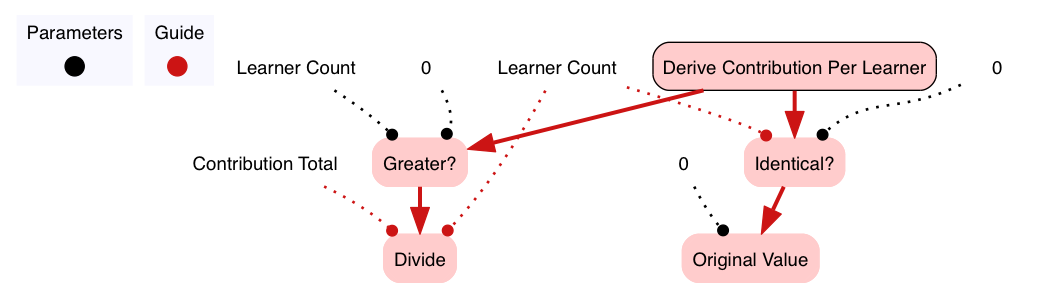 Parameters
Guide
Learner Count
0
Learner Count
Derive Contribution Per Learner
0
Contribution Total
Greater?
0
Identical?
Divide
Original Value